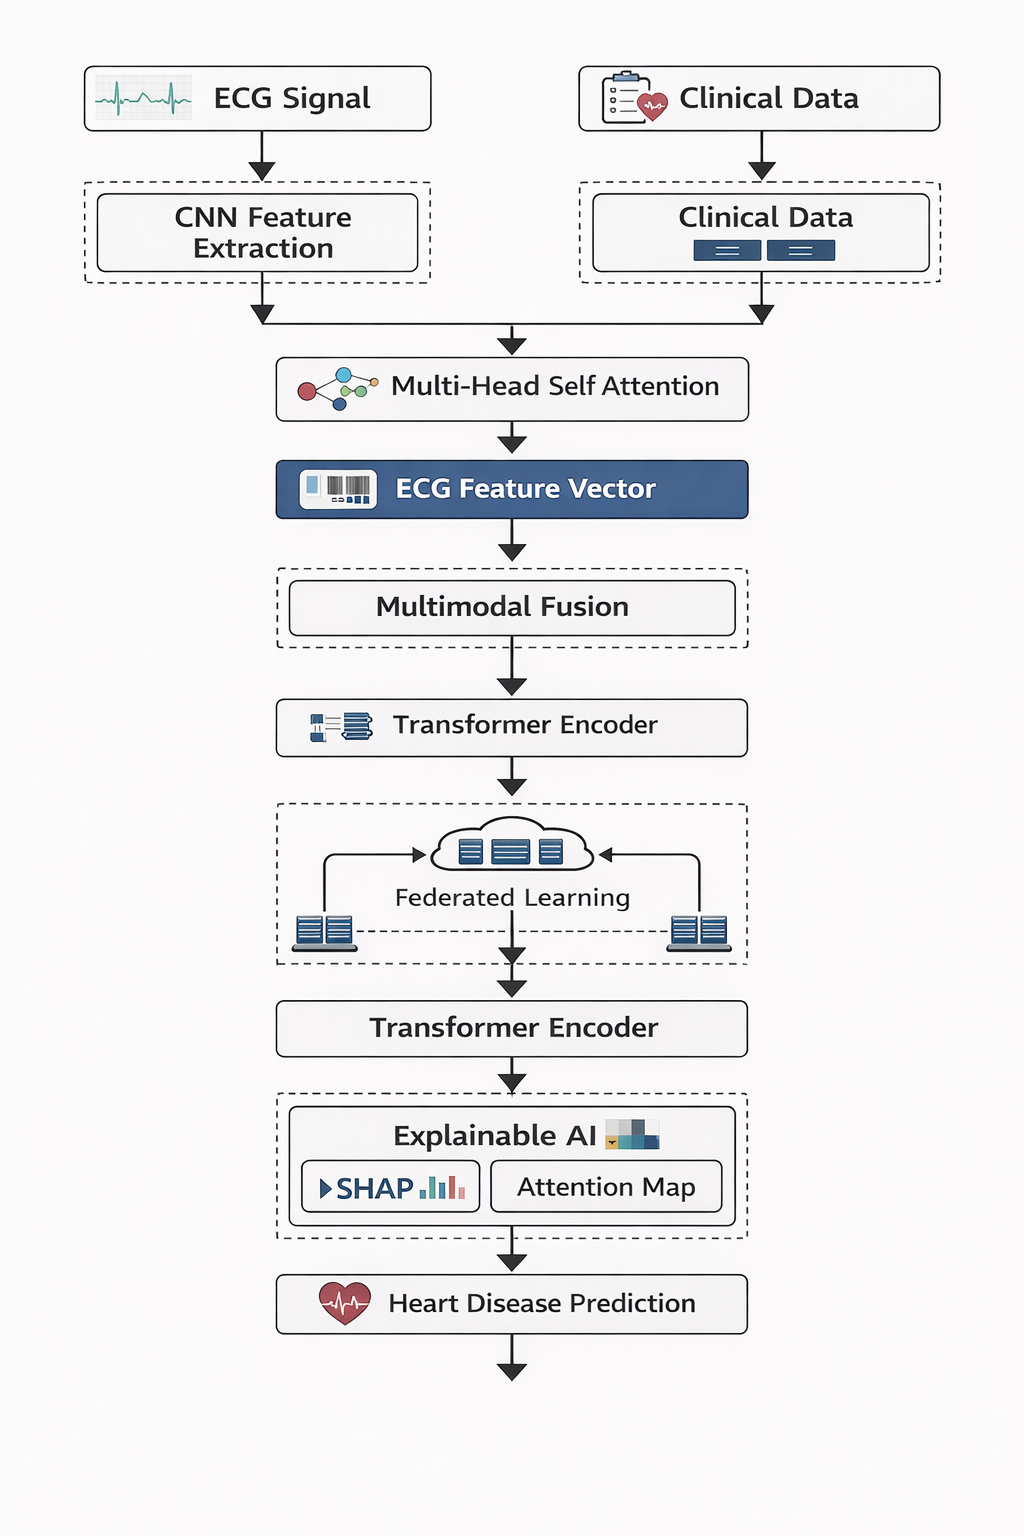 ECG Signal
Clinical Data
CNN Feature
Extraction
Clinical Data
Multi-Head Self Attention
ECG Feature Vector
Multimodal Fusion
Transformer Encoder
Federated Learning
Transformer Encoder
Explainable AI
SHAP
Attention Map
Heart Disease Prediction